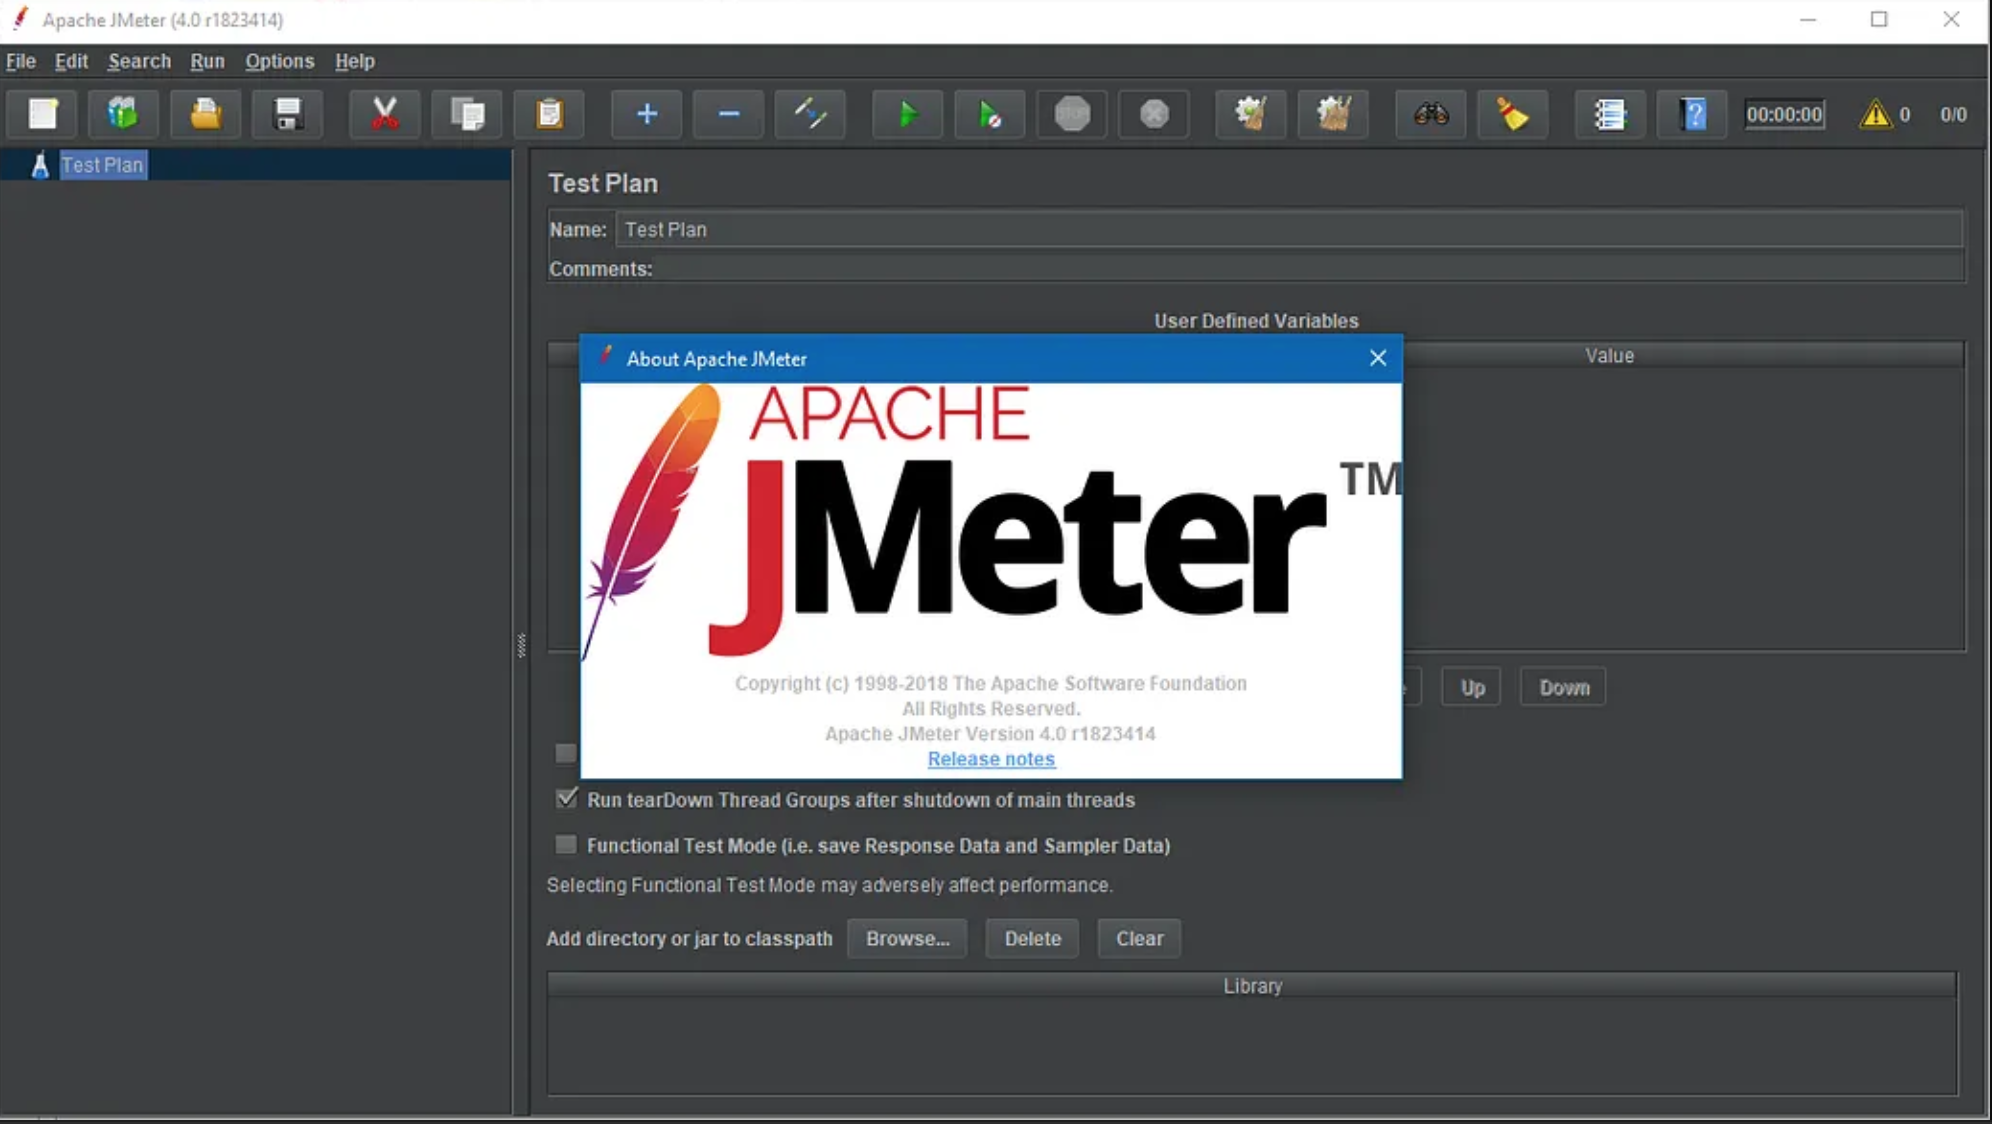 Apache JMeter (4.0 r1823414)
File Edit Search Run Options Help
00:00:00 0 0/0
Test Plan
Test Plan
Name: Test Plan
Comments:
User Defined Variables
Value
About Apache JMeter
APACHE
JMeter TM
Copyright (c) 1998-2018 The Apache Software Foundation
All Rights Reserved.
Apache JMeter Version 4.0 r1823414
Release notes
Up Down
Run tearDown Thread Groups after shutdown of main threads
Functional Test Mode (i.e. save Response Data and Sampler Data)
Selecting Functional Test Mode may adversely affect performance.
Add directory or jar to classpath Browse... Delete Clear
Library